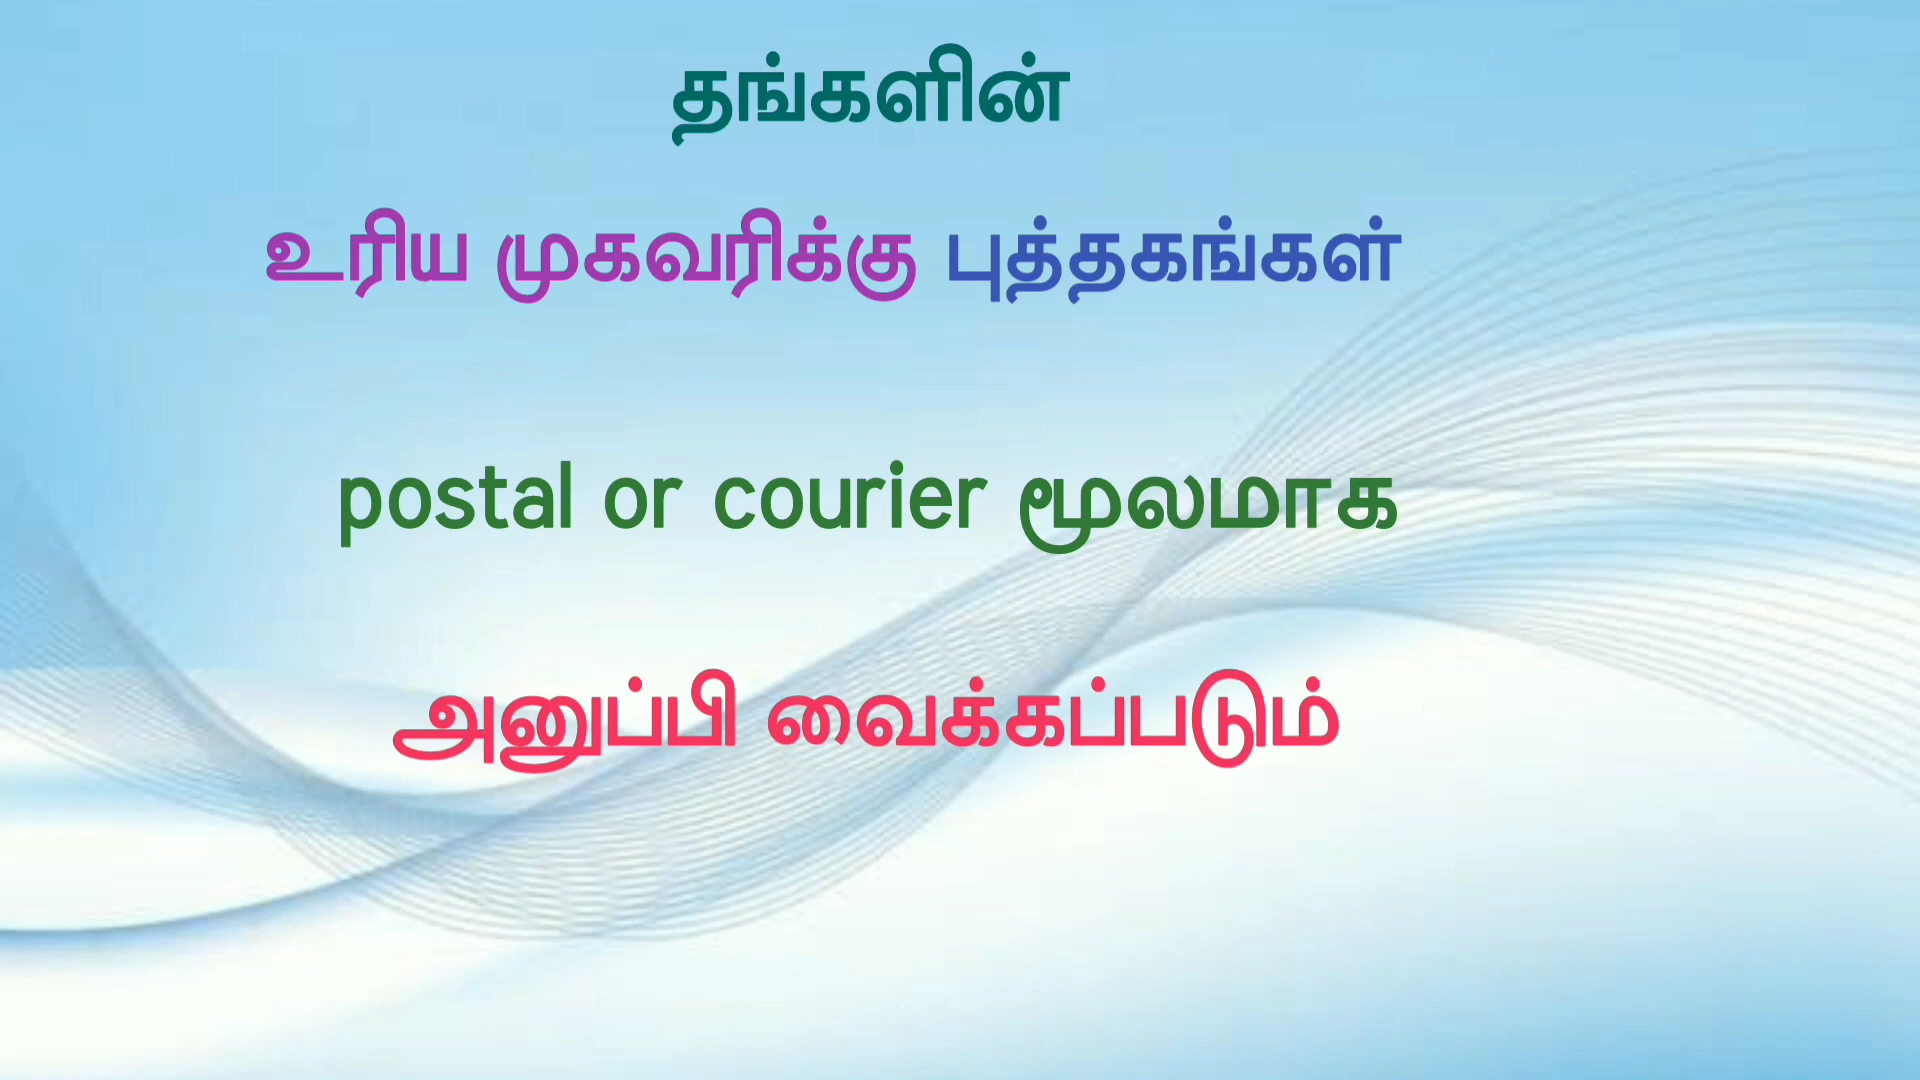 தங்களின்
உரிய முகவரிக்கு புத்தகங்கள்
postal or courier மூலமாக
அனுப்பி வைக்கப்படும்